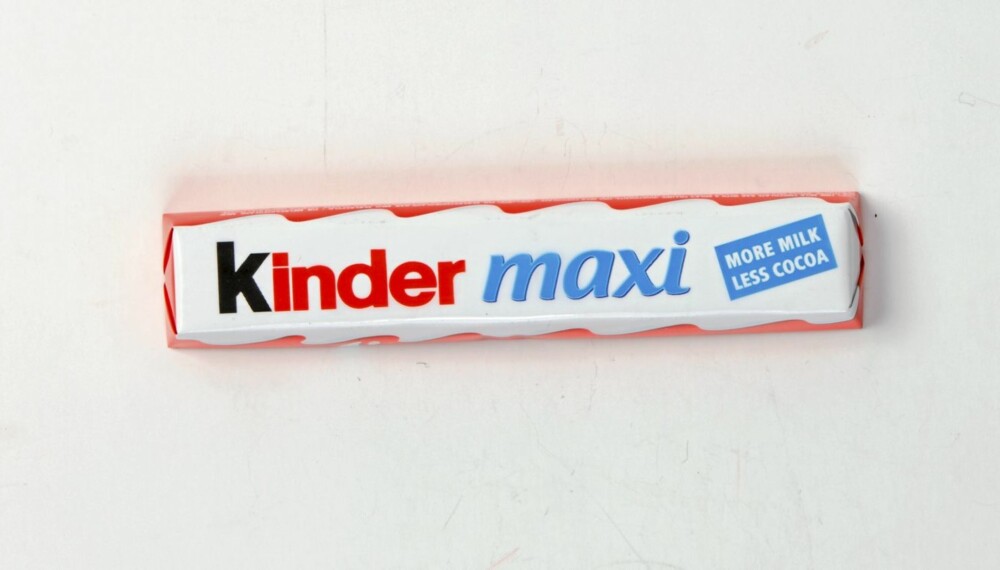 kinder maxi
MORE MILK
LESS COCOA